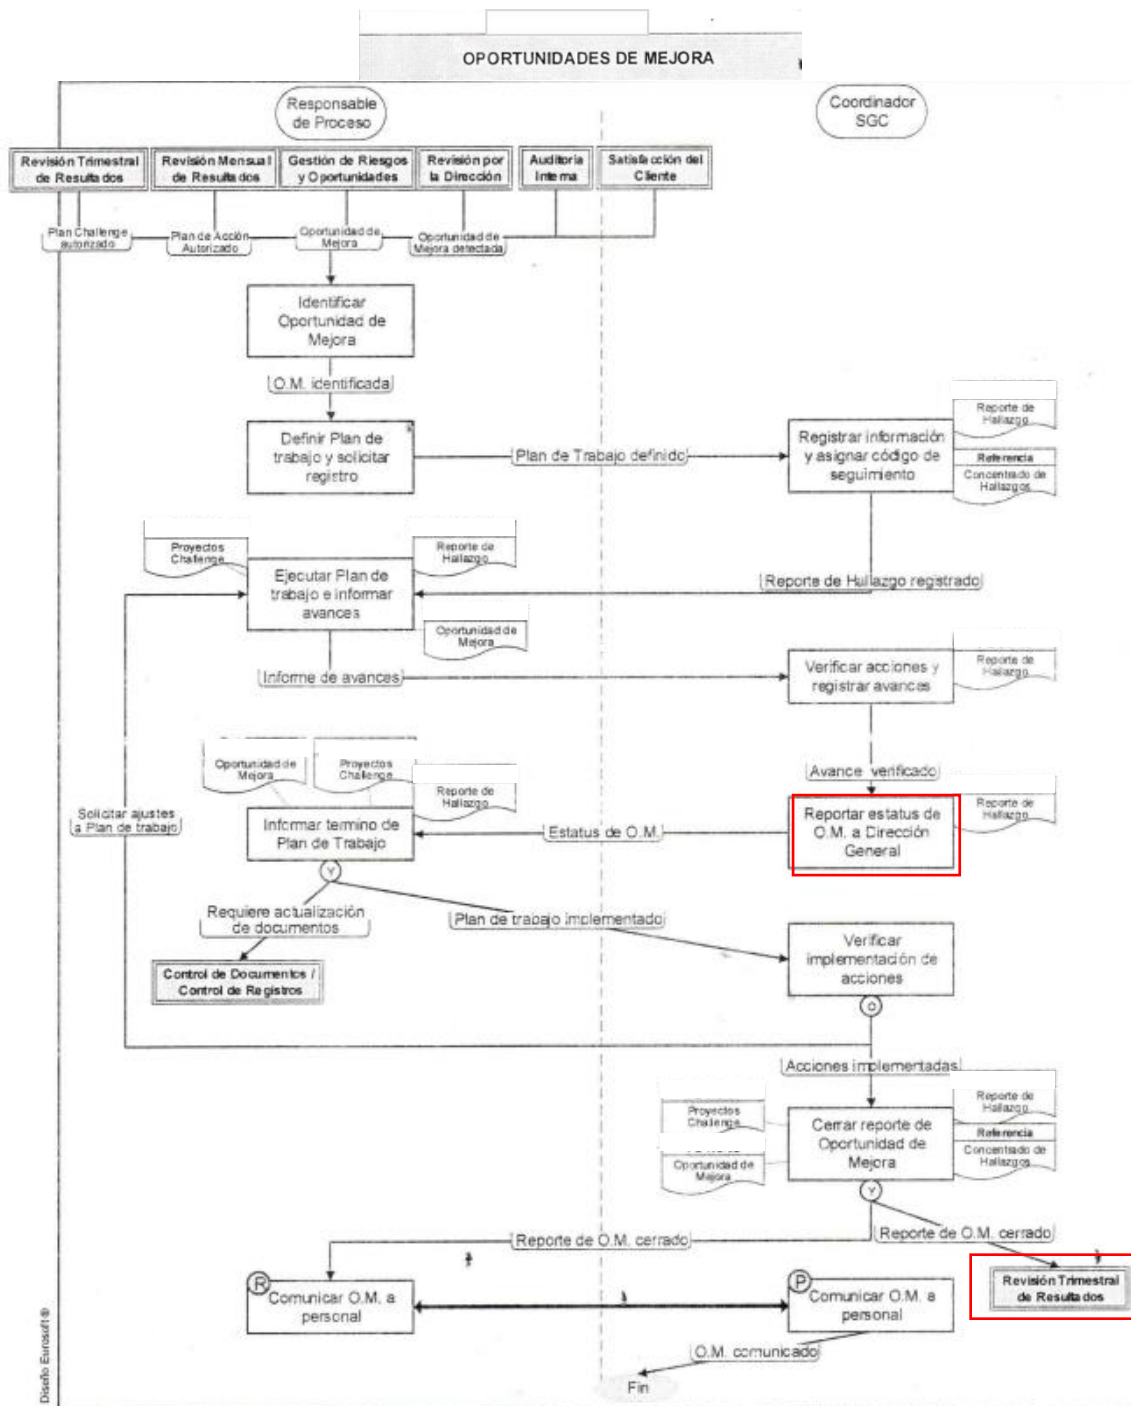 OPORTUNIDADES DE MEJORA
Responsable
de Proceso
Coordinador
SGC
Revisión Trimestral
de Resultados
Revisión Mensual
de Resultados
Gestión de Riesgos
y Oportunidades
Revisión por
la Dirección
Auditoría
Interna
Satisfacción del
Cliente
Plan Challenge
autorizado
Plan de Acción
Autorizado
Oportunidad de
Mejora
Oportunidad de
Mejora detectada
Identificar
Oportunidad de
Mejora
O.M. identificada
Definir Plan de
trabajo y solicitar
registro
Plan de Trabajo definido
Registrar información
y asignar código de
seguimiento
Reporte de
Hallazgo
Referencia
Concentrado de
Hallazgos
Proyectos
Challenge
Reporte de
Hallazgo
Ejecutar Plan de
trabajo e informar
avances
Reporte de Hallazgo registrado
Oportunidad de
Mejora
Informe de avances
Verificar acciones y
registrar avances
Reporte de
Hallazgo
Oportunidad de
Mejora
Proyectos
Challenge
Reporte de
Hallazgo
Avance verificado
Solicitar ajustes
a Plan de trabajo
Informar termino de
Plan de Trabajo
Estatus de O.M.
Reportar estatus de
O.M. a Dirección
General
Reporte de
Hallazgo
Y
Requiere actualización
de documentos
Plan de trabajo implementado
Control de Documentos /
Control de Registros
Verificar
implementación de
acciones
O
Acciones implementadas
Proyectos
Challenge
Oportunidad de
Mejora
Cerrar reporte de
Oportunidad de
Mejora
Reporte de
Hallazgo
Referencia
Concentrado de
Hallazgos
Y
Reporte de O.M. cerrado
Reporte de O.M. cerrado
Revisión Trimestral
de Resultados
R
Comunicar O.M. a
personal
P
Comunicar O.M. a
personal
O.M. comunicado
Fin
Diseño Eurosoft®